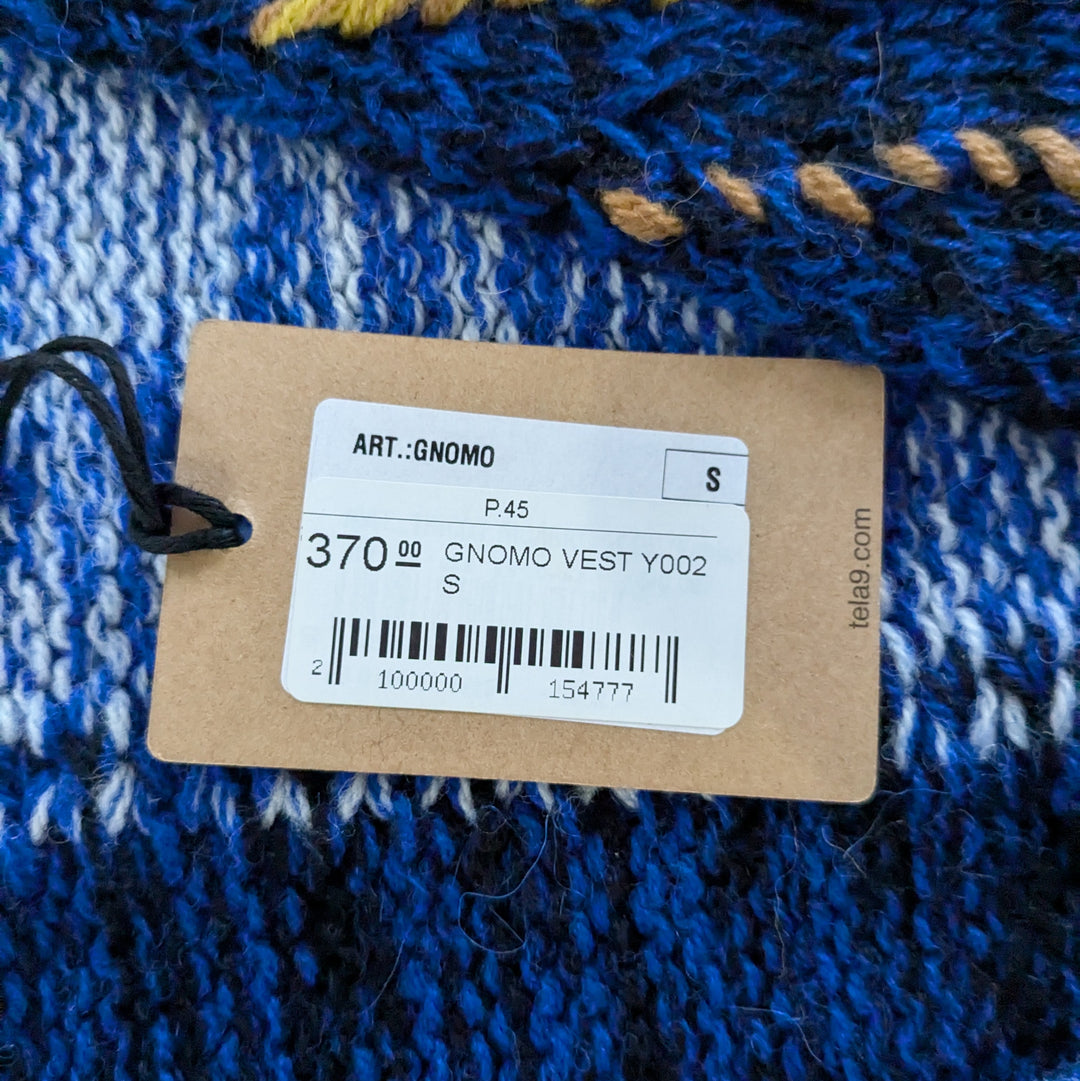 ART.:GNOMO
S
P.45
370 00 GNOMO VEST Y002
S
2 100000 154777
tela9.com